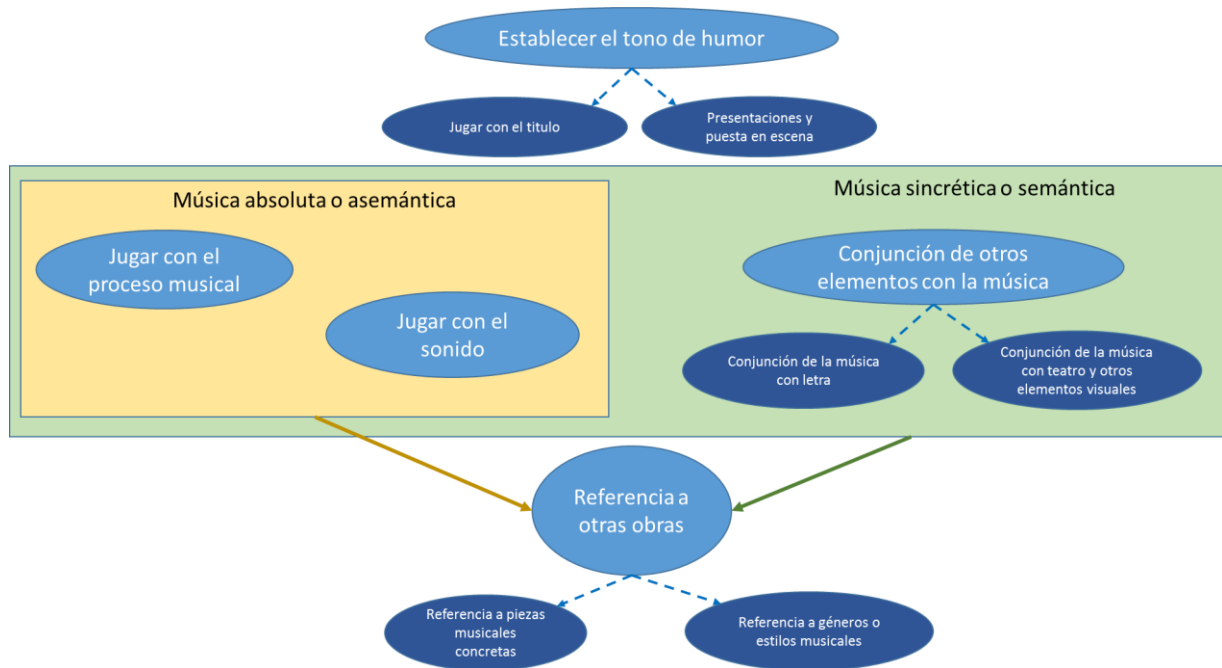 Establecer el tono de humor
Jugar con el titulo
Presentaciones y
puesta en escena
Música absoluta o asemántica
Música sincrética o semántica
Jugar con el
proceso musical
Jugar con el
sonido
Conjunción de otros
elementos con la música
Conjunción de la música
con letra
Conjunción de la música
con teatro y otros
elementos visuales
Referencia a
otras obras
Referencia a piezas
musicales
concretas
Referencia a géneros o
estilos musicales